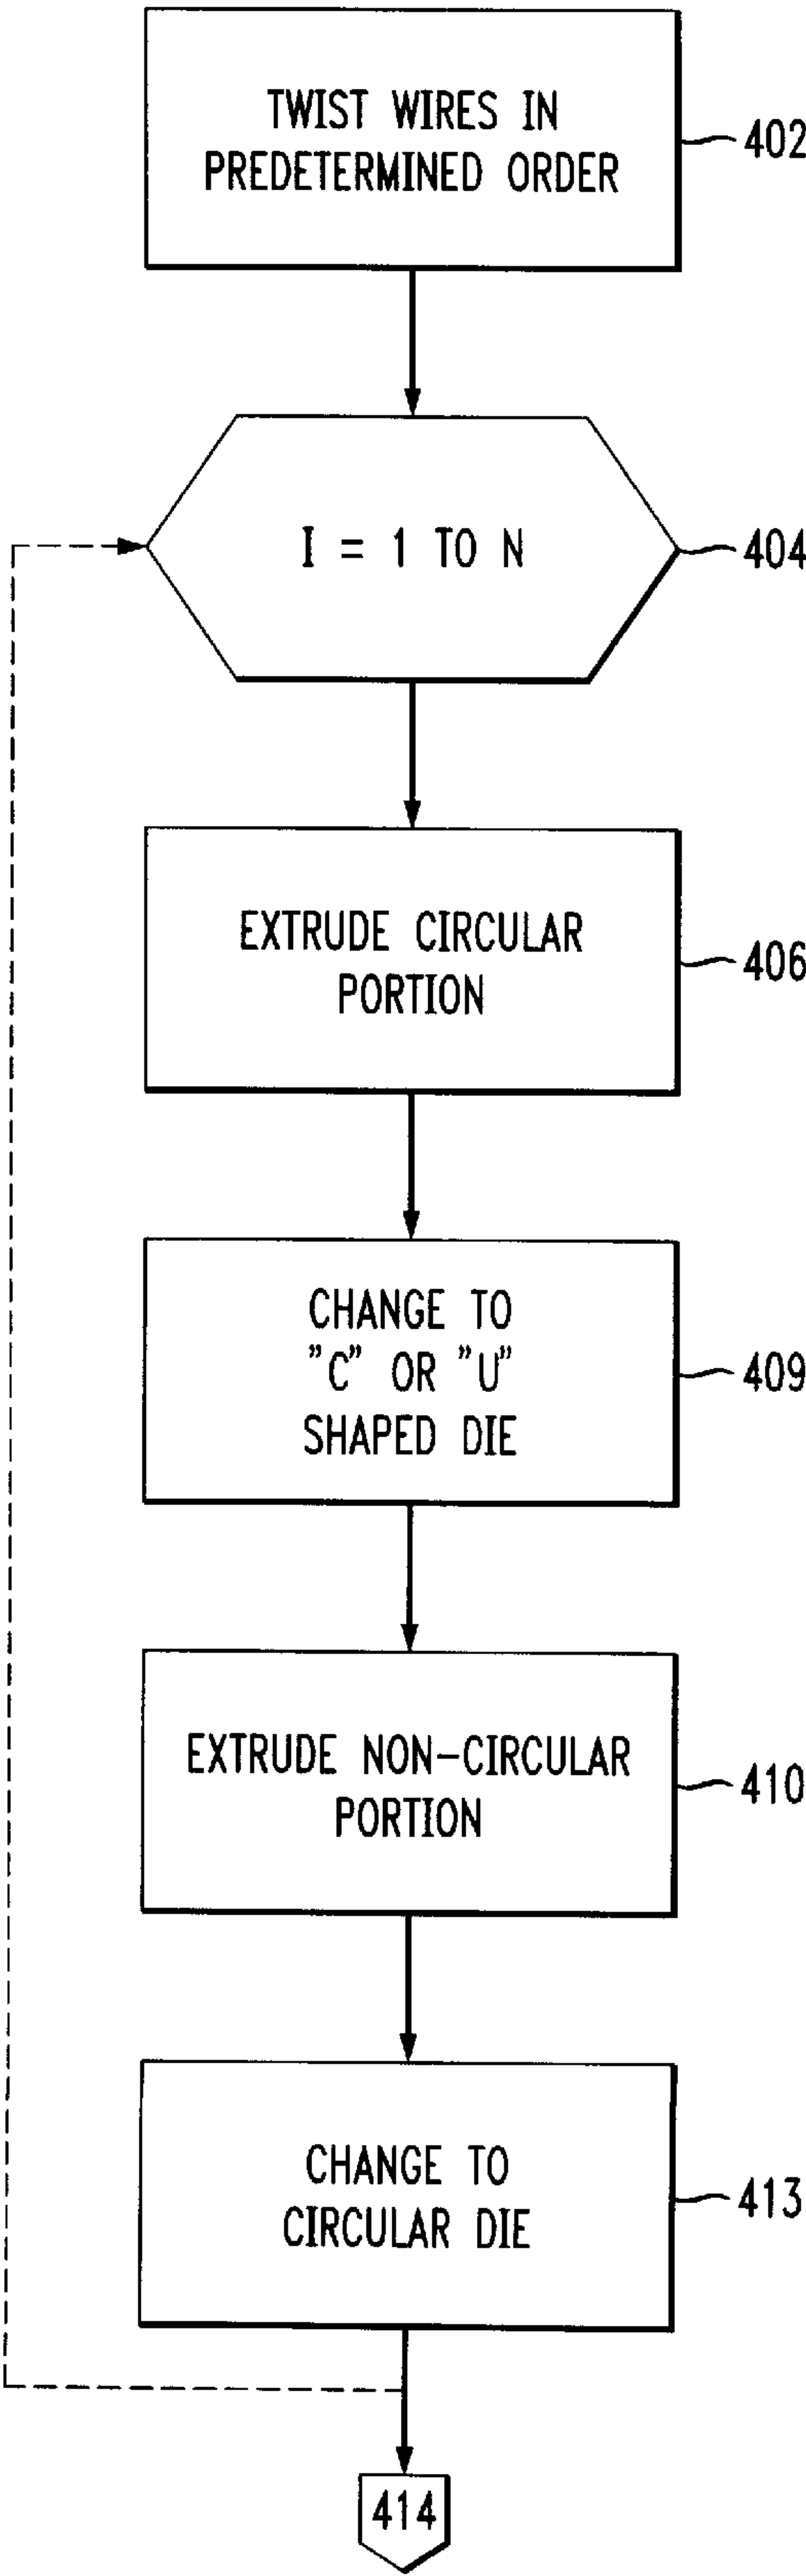 TWIST WIRES IN
PREDETERMINED ORDER
402
I = 1 TO N
404
EXTRUDE CIRCULAR
PORTION
406
CHANGE TO
"C" OR "U"
SHAPED DIE
409
EXTRUDE NON-CIRCULAR
PORTION
410
CHANGE TO
CIRCULAR DIE
413
414